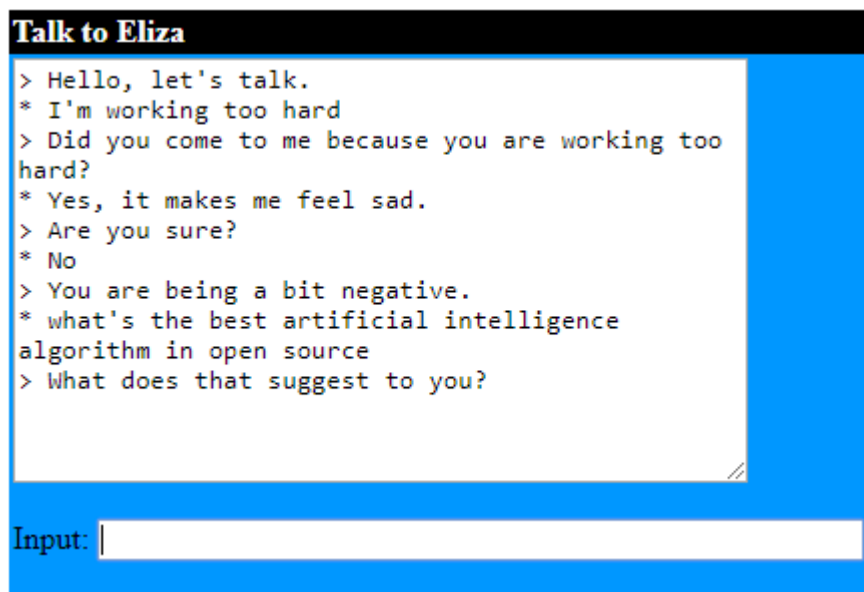 Talk to Eliza
> Hello, let's talk.
* I'm working too hard
> Did you come to me because you are working too
hard?
* Yes, it makes me feel sad.
> Are you sure?
* No
> You are being a bit negative.
* what's the best artificial intelligence
algorithm in open source
> What does that suggest to you?
Input: